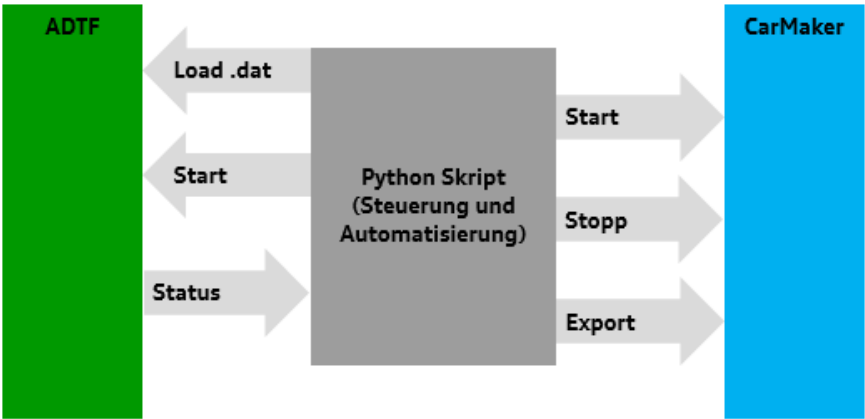 ADTF
CarMaker
Load .dat
Start
Status
Python Skript
(Steuerung und
Automatisierung)
Start
Stopp
Export